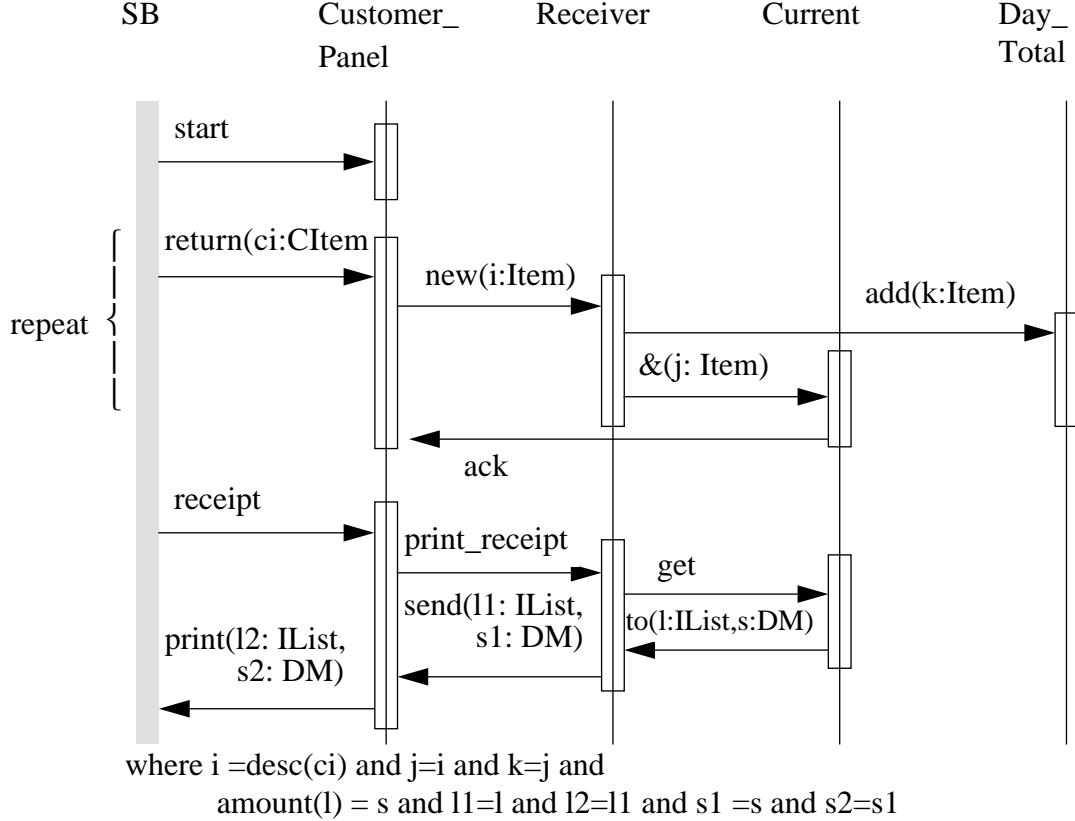 SB
Customer_
Panel
Receiver
Current
Day_
Total
start
return(ci:CItem
new(i:Item)
add(k:Item)
repeat
&(j: Item)
ack
receipt
print_receipt
get
send(l1: IList,
s1: DM)
to(l:IList,s:DM)
print(l2: IList,
s2: DM)
where i =desc(ci) and j=i and k=j and
amount(l) = s and l1=l and l2=l1 and s1 =s and s2=s1